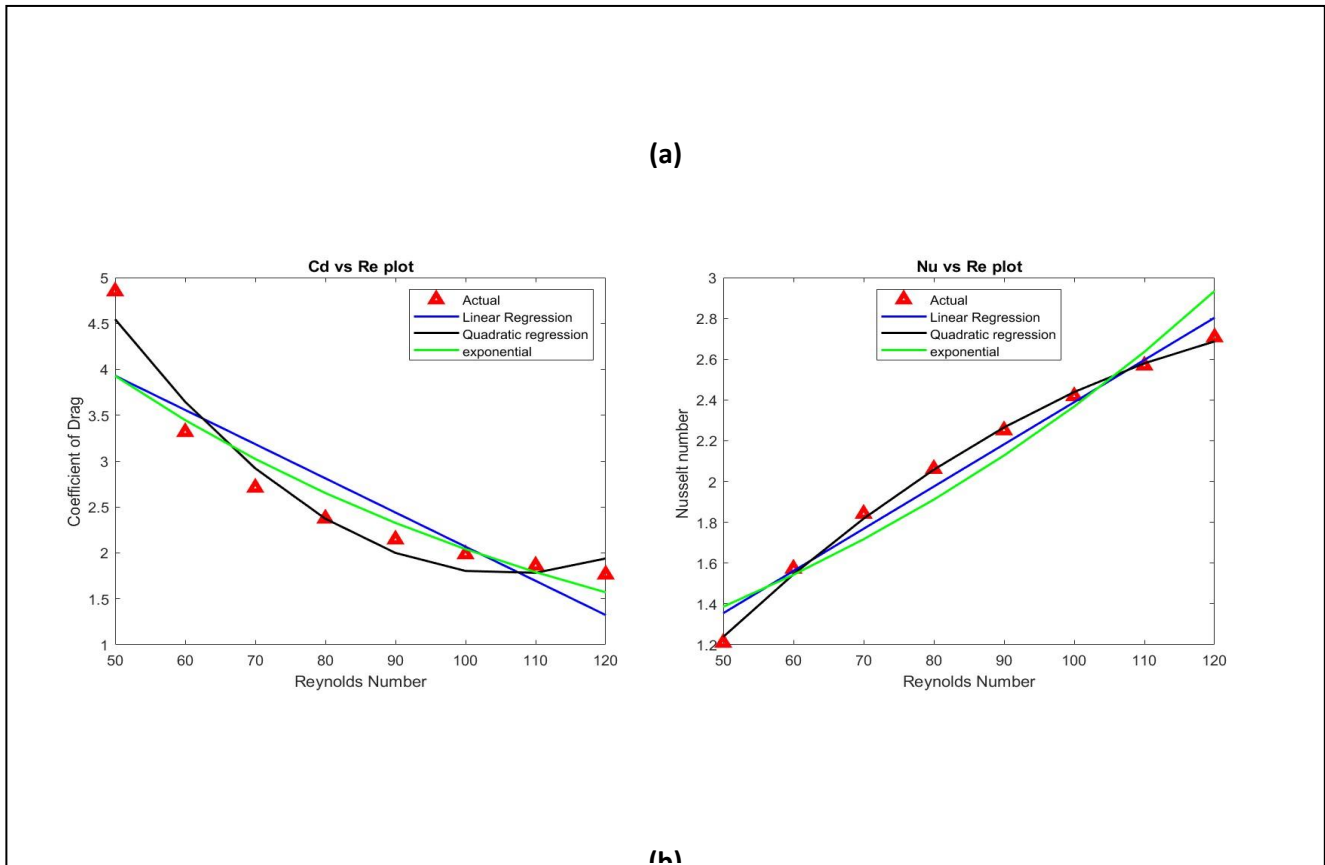 (a)
Cd vs Re plot
5
4.5
4
3.5
3
2.5
2
1.5
1
Coefficient of Drag
Actual
Linear Regression
Quadratic regression
exponential
50 60 70 80 90 100 110 120
Reynolds Number
Nu vs Re plot
3
2.8
2.6
2.4
2.2
2
1.8
1.6
1.4
1.2
Nusselt number
Actual
Linear Regression
Quadratic regression
exponential
50 60 70 80 90 100 110 120
Reynolds Number
(b)